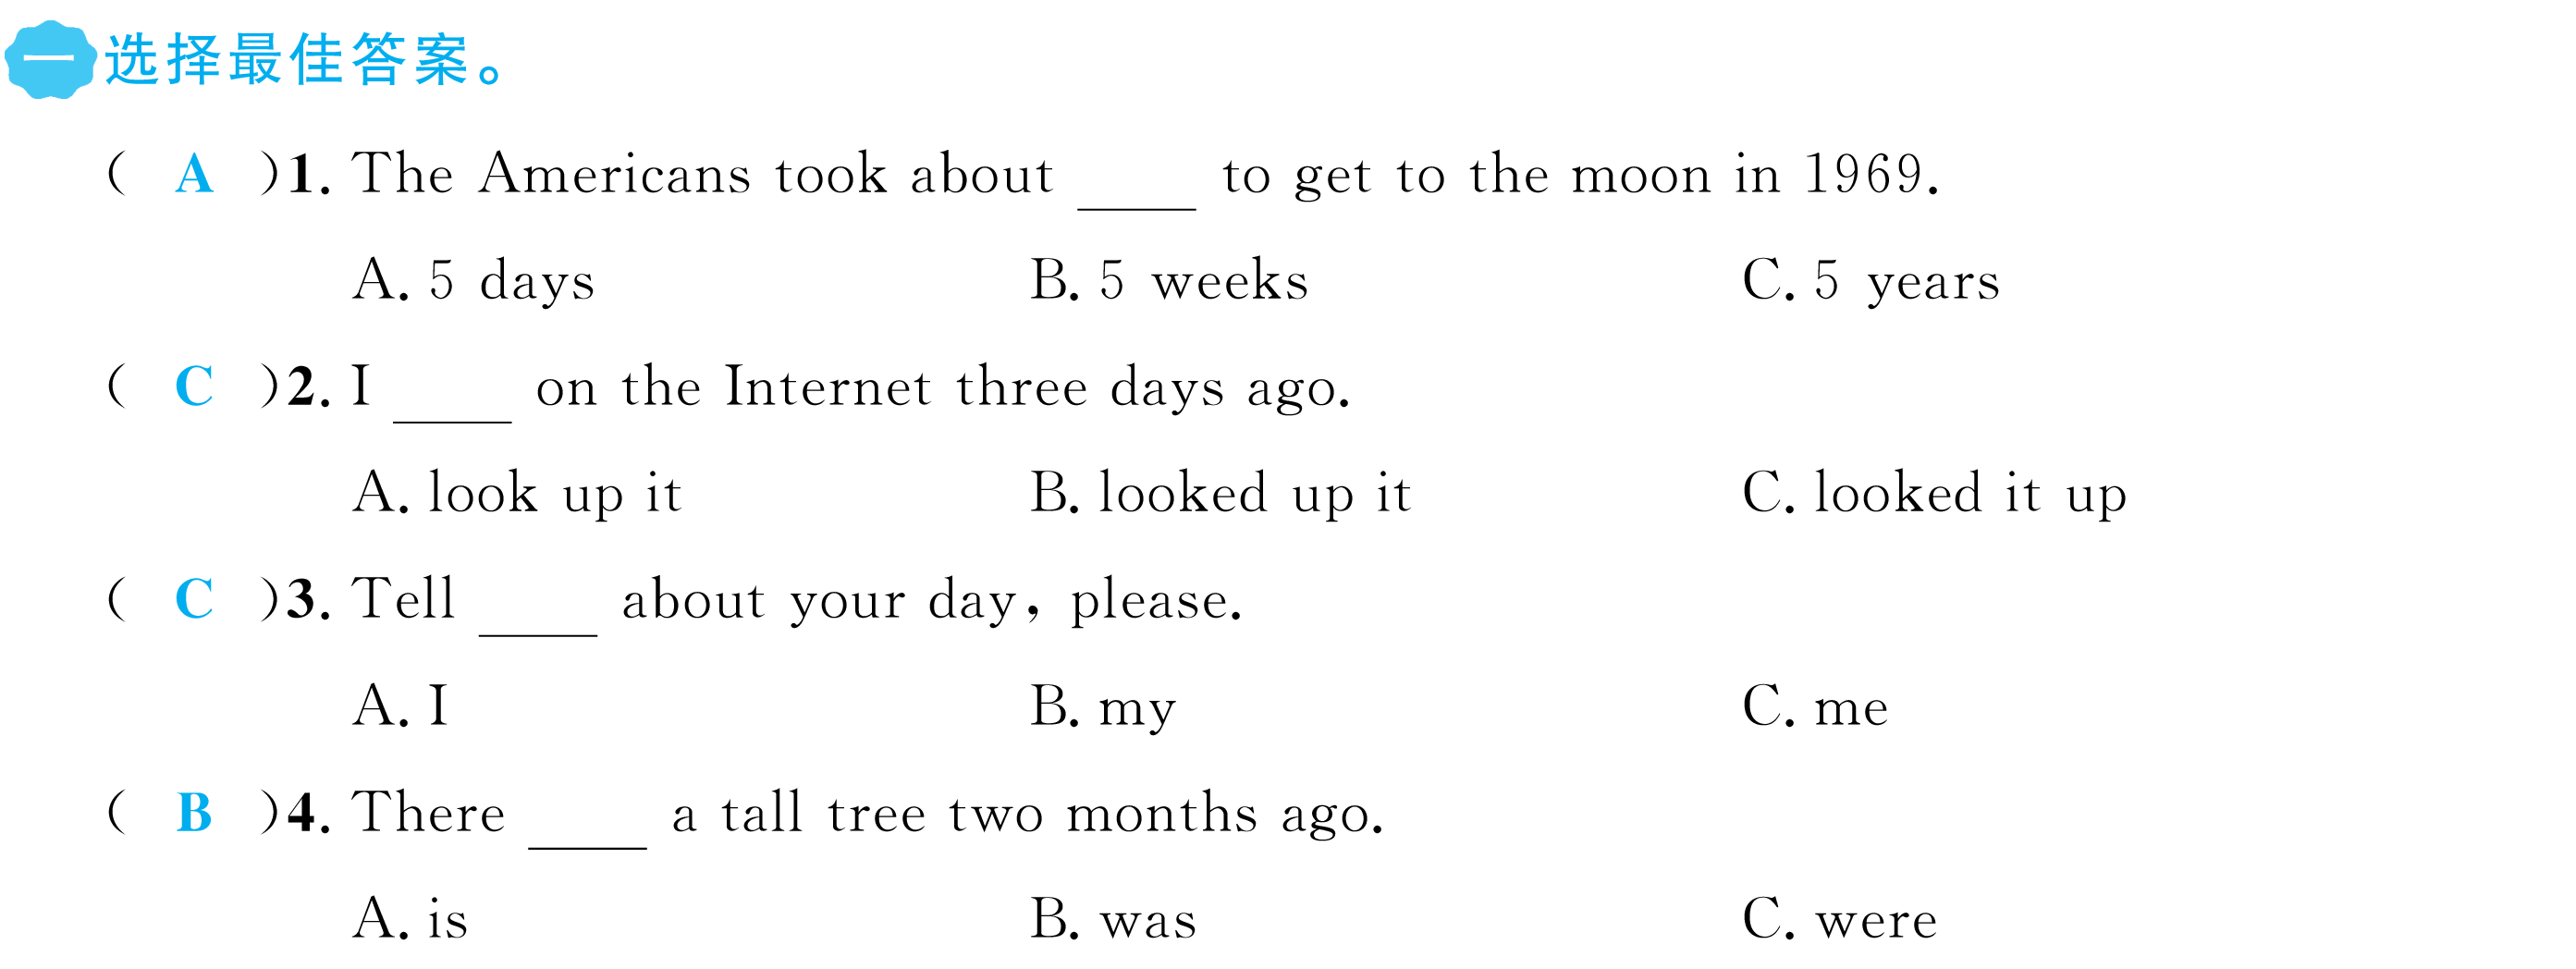 一 选择最佳答案。
( A )1. The Americans took about ____ to get to the moon in 1969.
A. 5 days B. 5 weeks C. 5 years
( C )2. I ____ on the Internet three days ago.
A. look up it B. looked up it C. looked it up
( C )3. Tell ____ about your day, please.
A. I B. my C. me
( B )4. There ____ a tall tree two months ago.
A. is B. was C. were